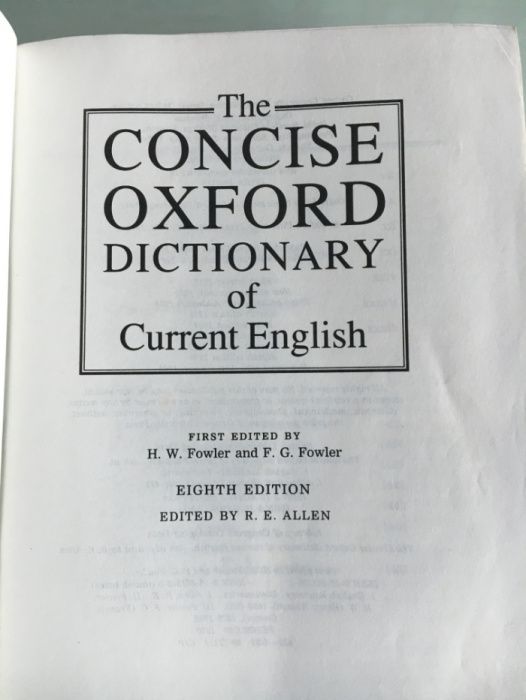 The
CONCISE
OXFORD
DICTIONARY
of
Current English
FIRST EDITED BY
H. W. Fowler and F. G. Fowler
EIGHTH EDITION
EDITED BY R. E. ALLEN